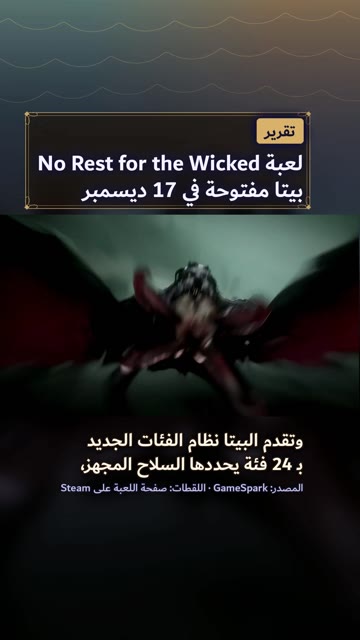 تقرير
لعبة No Rest for the Wicked
بيتا مفتوحة في 17 ديسمبر
وتقدم البيتا نظام الفئات الجديد
بـ 24 فئة يحددها السلاح المجهز،
المصدر: GameSpark · اللقطات: صفحة اللعبة على Steam